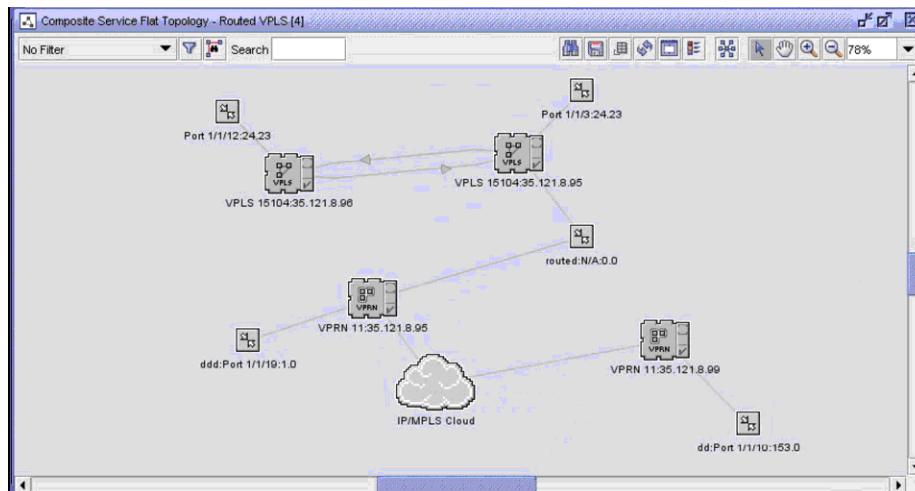 Composite Service Flat Topology - Routed VPLS [4]
No Filter
Search
78%
Port 1/1/12:24.23
Port 1/1/3:24.23
VPLS
VPLS
VPLS 15104:35.121.8.96
VPLS 15104:35.121.8.95
routed:N/A:0.0
VPRN
VPRN 11:35.121.8.95
ddd:Port 1/1/19:1.0
VPRN
VPRN 11:35.121.8.99
IP/MPLS Cloud
dd:Port 1/1/10:153.0